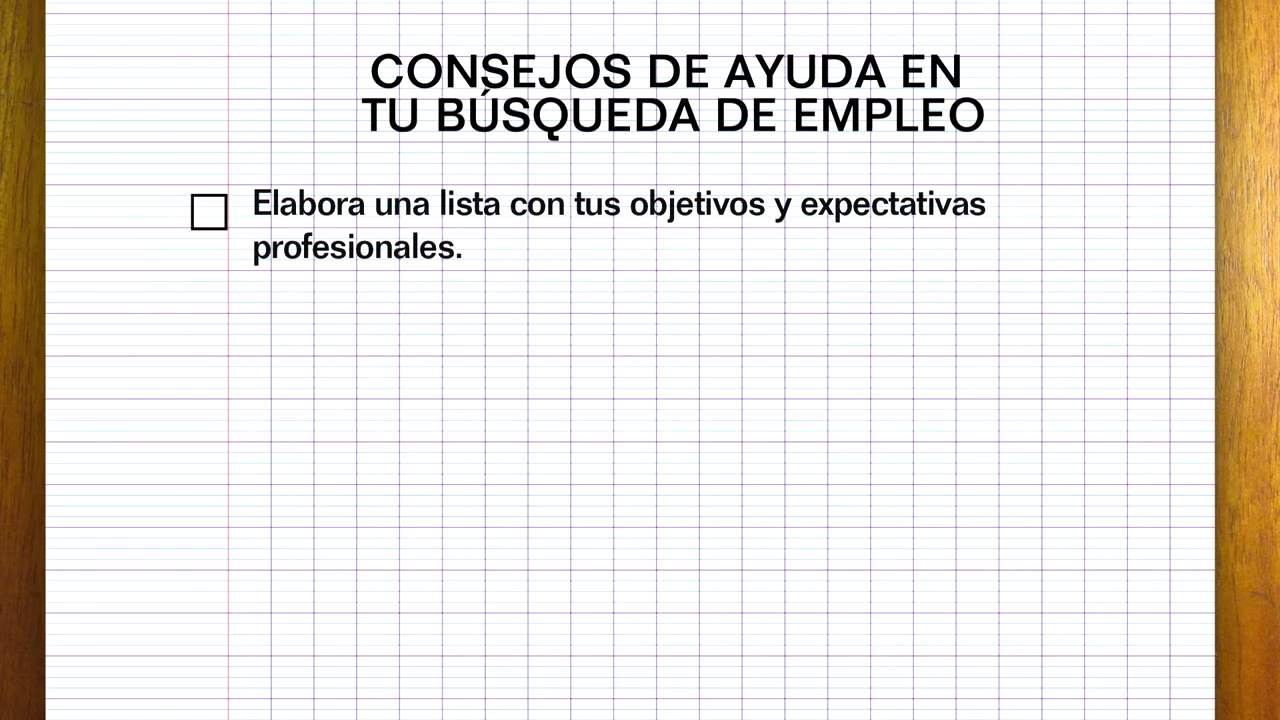 CONSEJOS DE AYUDA EN
TU BÚSQUEDA DE EMPLEO
Elabora una lista con tus objetivos y expectativas
profesionales.